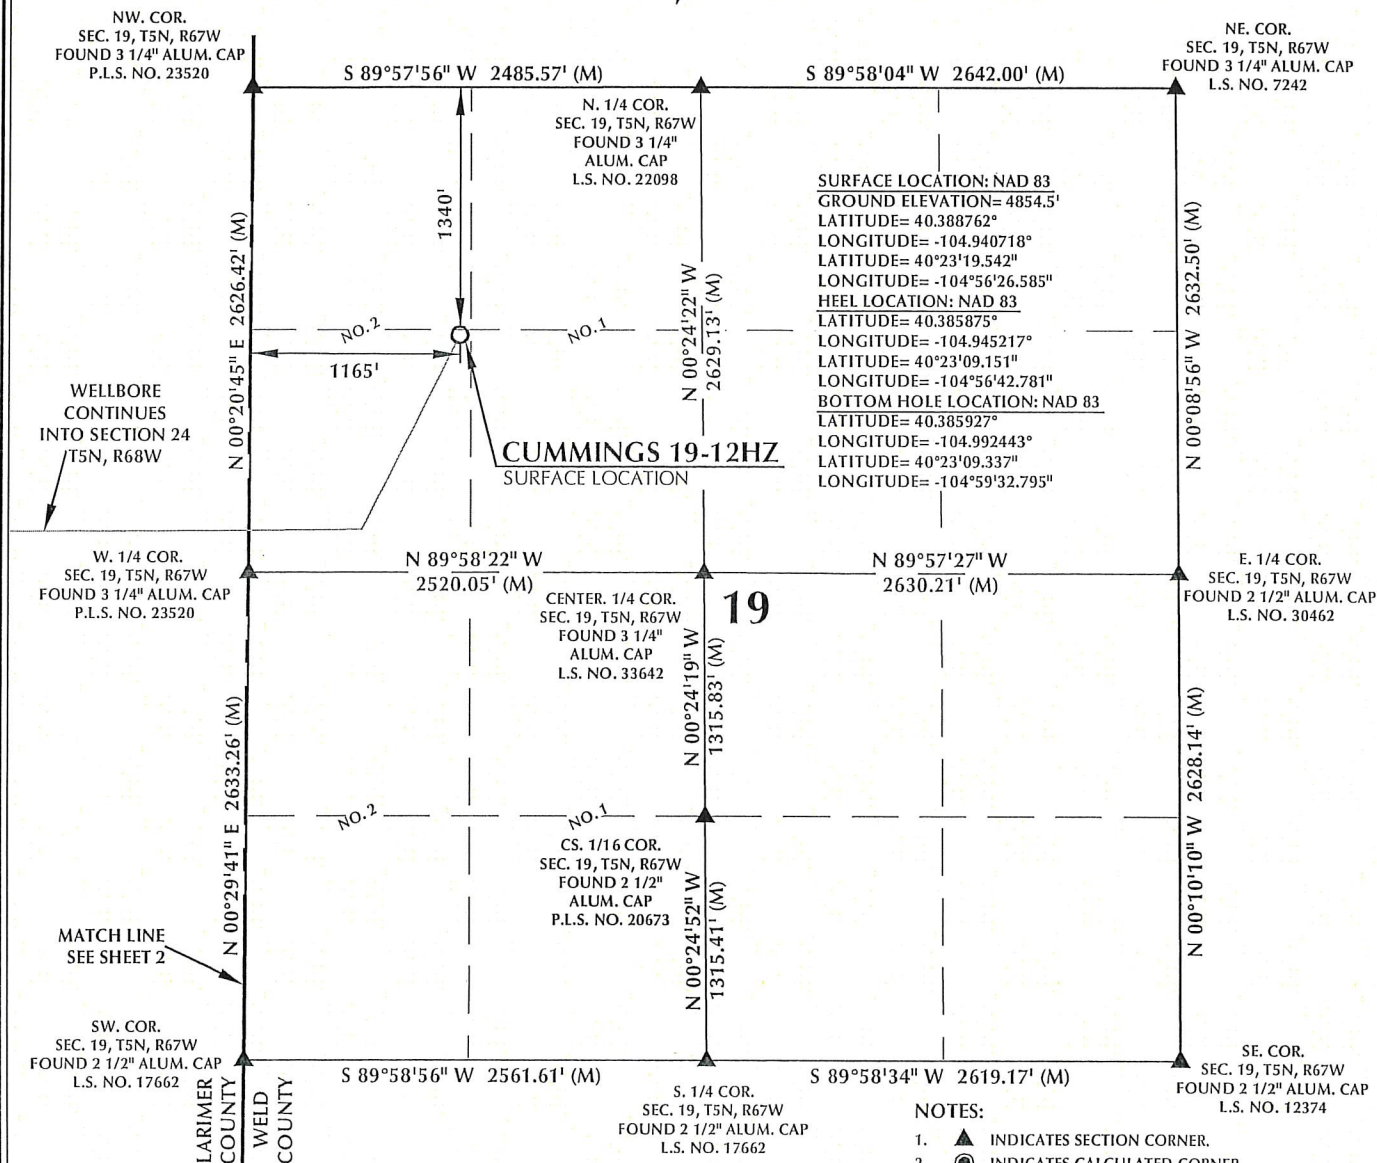 NW. COR.
SEC. 19, T5N, R67W
FOUND 3 1/4" ALUM. CAP
P.L.S. NO. 23520
S 89°57'56" W 2485.57' (M)
N. 1/4 COR.
SEC. 19, T5N, R67W
FOUND 3 1/4"
ALUM. CAP
L.S. NO. 22098
S 89°58'04" W 2642.00' (M)
NE. COR.
SEC. 19, T5N, R67W
FOUND 3 1/4" ALUM. CAP
L.S. NO. 7242
1340'
N 00°20'45" E 2626.42' (M)
NO.2
NO.1
1165'
N 00°24'22" W
2629.13' (M)
SURFACE LOCATION: NAD 83
GROUND ELEVATION= 4854.5'
LATITUDE= 40.388762°
LONGITUDE= -104.940718°
LATITUDE= 40°23'19.542"
LONGITUDE= -104°56'26.585"
HEEL LOCATION: NAD 83
LATITUDE= 40.385875°
LONGITUDE= -104.945217°
LATITUDE= 40°23'09.151"
LONGITUDE= -104°56'42.781"
BOTTOM HOLE LOCATION: NAD 83
LATITUDE= 40.385927°
LONGITUDE= -104.992443°
LATITUDE= 40°23'09.337"
LONGITUDE= -104°59'32.795"
N 00°08'56" W 2632.50' (M)
WELLBORE
CONTINUES
INTO SECTION 24
T5N, R68W
CUMMINGS 19-12HZ
SURFACE LOCATION
W. 1/4 COR.
SEC. 19, T5N, R67W
FOUND 3 1/4" ALUM. CAP
P.L.S. NO. 23520
N 89°58'22" W
2520.05' (M)
CENTER. 1/4 COR.
SEC. 19, T5N, R67W
FOUND 3 1/4"
ALUM. CAP
L.S. NO. 33642
19
N 89°57'27" W
2630.21' (M)
E. 1/4 COR.
SEC. 19, T5N, R67W
FOUND 2 1/2" ALUM. CAP
L.S. NO. 30462
N 00°29'41" E 2633.26' (M)
N 00°24'19" W
1315.83' (M)
NO.2
NO.1
CS. 1/16 COR.
SEC. 19, T5N, R67W
FOUND 2 1/2"
ALUM. CAP
P.L.S. NO. 20673
N 00°24'52" W
1315.41' (M)
N 00°10'10" W 2628.14' (M)
MATCH LINE
SEE SHEET 2
SW. COR.
SEC. 19, T5N, R67W
FOUND 2 1/2" ALUM. CAP
L.S. NO. 17662
S 89°58'56" W 2561.61' (M)
S. 1/4 COR.
SEC. 19, T5N, R67W
FOUND 2 1/2" ALUM. CAP
L.S. NO. 17662
S 89°58'34" W 2619.17' (M)
SE. COR.
SEC. 19, T5N, R67W
FOUND 2 1/2" ALUM. CAP
L.S. NO. 12374
LARIMER
COUNTY
WELD
COUNTY
NOTES:
1. INDICATES SECTION CORNER.
2. INDICATES CALCULATED CORNER